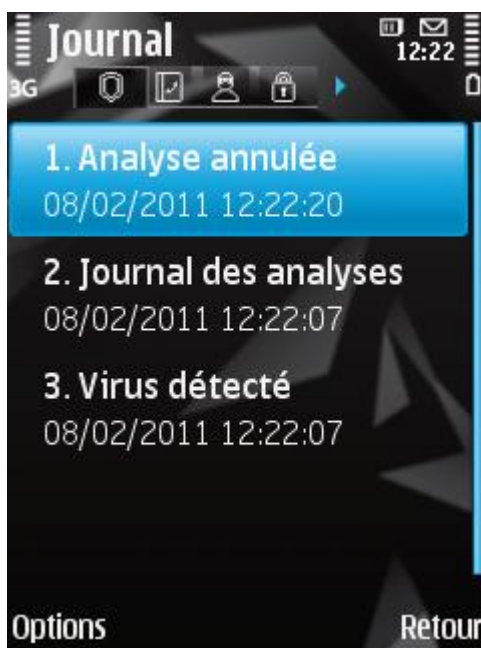 Journal
12:22
3G
1. Analyse annulée
08/02/2011 12:22:20
2. Journal des analyses
08/02/2011 12:22:07
3. Virus détecté
08/02/2011 12:22:07
Options
Retour